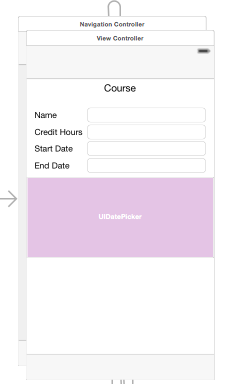 Navigation Controller
View Controller
Course
Name
Credit Hours
Start Date
End Date
UIDatePicker